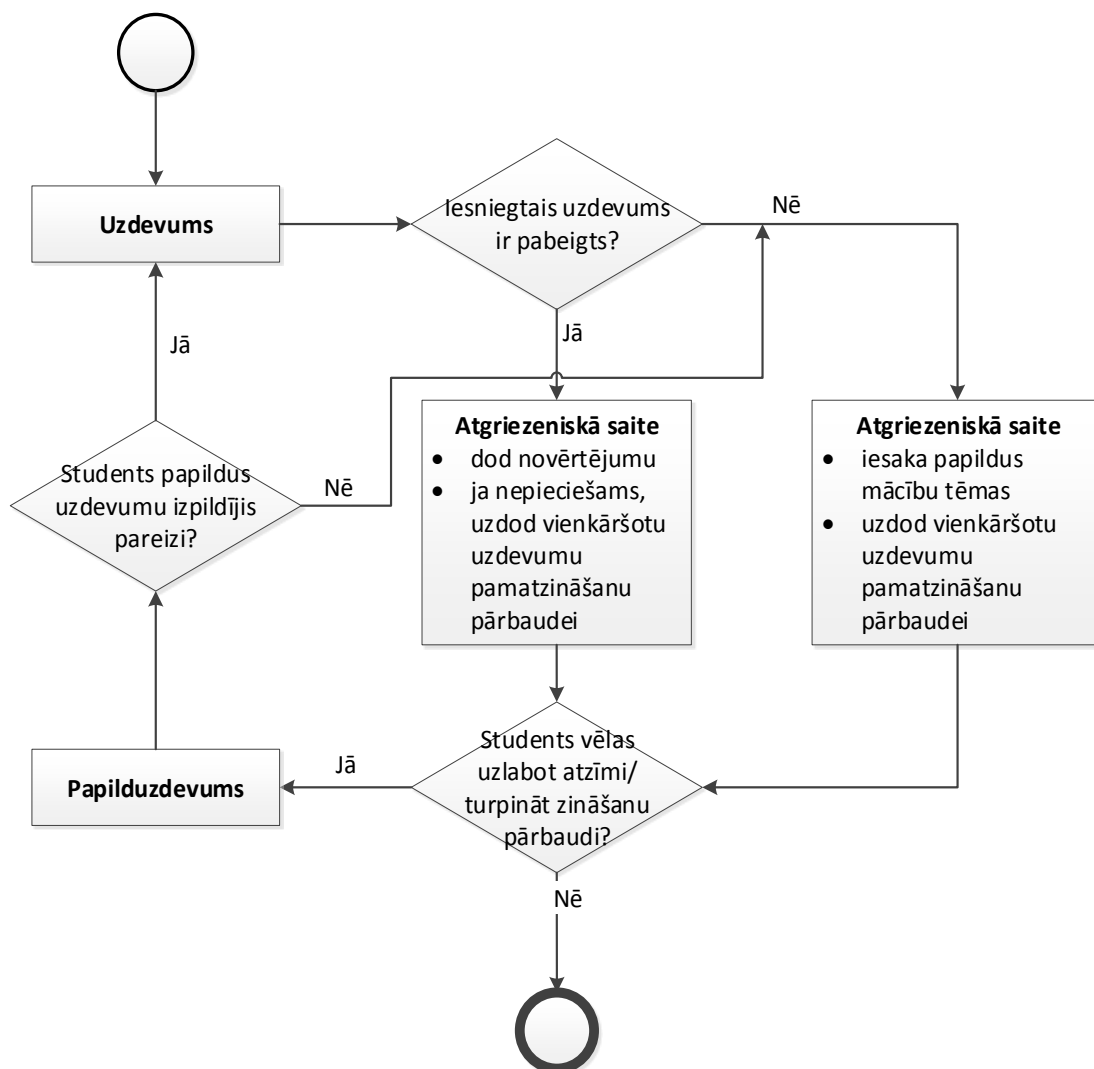 Uzdevums
Iesniegtais uzdevums
ir pabeigts?
Nē
Jā
Jā
Students papildus
uzdevumu izpildījis
pareizi?
Nē
Atgriezeniskā saite
• dod novērtējumu
• ja nepieciešams,
uzdod vienkāršotu
uzdevumu
pamatzināšanu
pārbaudei
Atgriezeniskā saite
• iesaka papildus
mācību tēmas
• uzdod vienkāršotu
uzdevumu
pamatzināšanu
pārbaudei
Papilduzdevums
Jā
Students vēlas
uzlabot atzīmi/
turpināt zināšanu
pārbaudi?
Nē